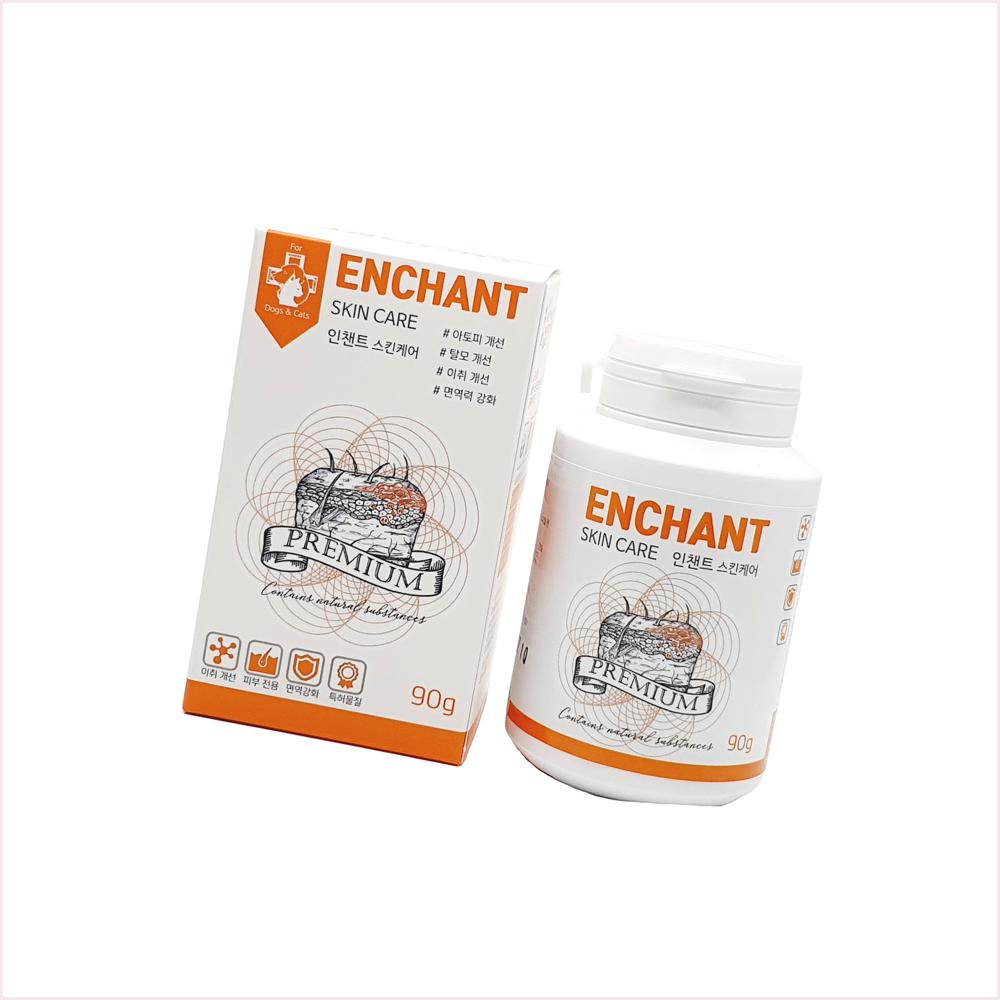 For
Dogs & Cats
ENCHANT
SKIN CARE
인챈트 스킨케어
# 아토피 개선
# 탈모 개선
# 이취 개선
# 면역력 강화
PREMIUM
Contains natural substances
이취 개선
피부 전용
면역강화
특허물질
90g
ENCHANT
SKIN CARE 인챈트 스킨케어
PREMIUM
Contains natural substances
90g